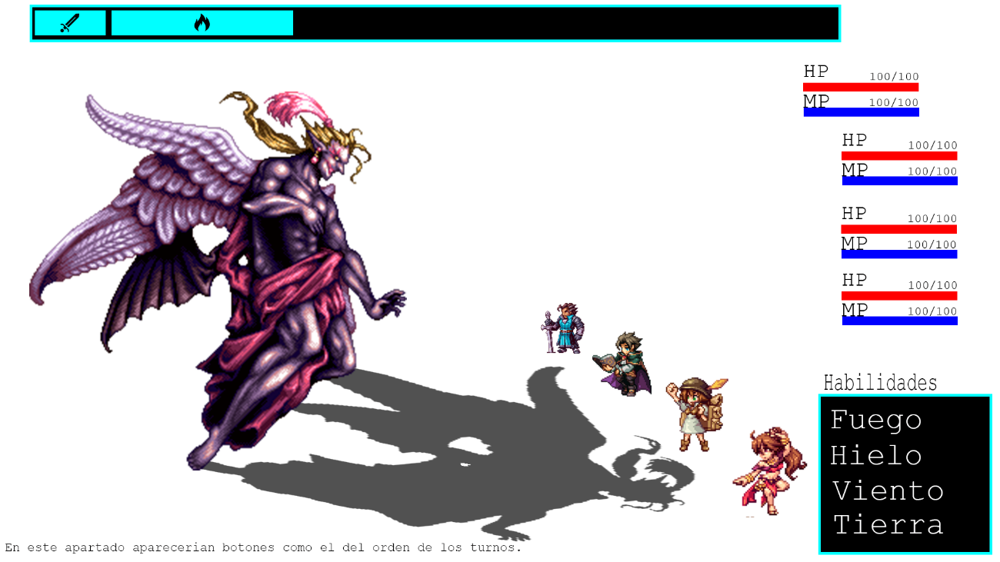 HP
100/100
MP
100/100
HP
100/100
MP
100/100
HP
100/100
MP
100/100
HP
100/100
MP
100/100
Habilidades
Fuego
Hielo
Viento
Tierra
En este apartado aparecerian botones como el del orden de los turnos.